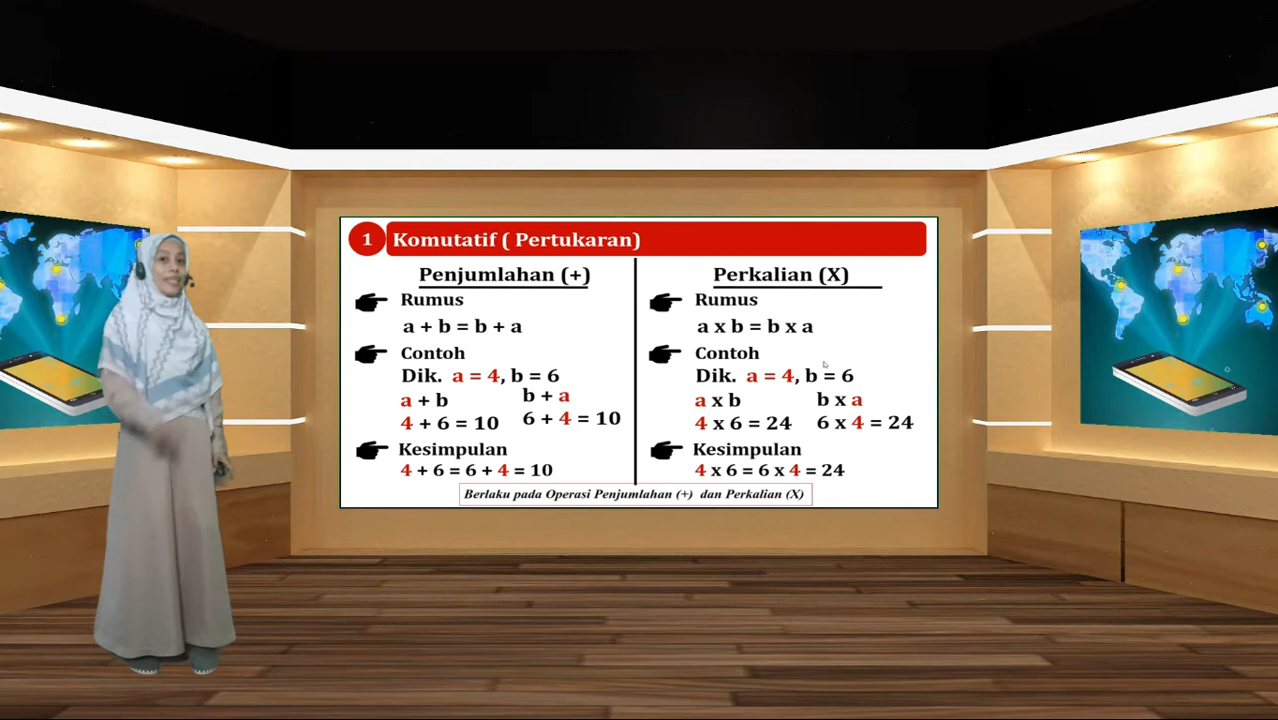 1 Komutatif ( Pertukaran)
Penjumlahan (+)
Rumus
a + b = b + a
Contoh
Dik. a = 4, b = 6
a + b
b + a
4 + 6 = 10
6 + 4 = 10
Kesimpulan
4 + 6 = 6 + 4 = 10
Perkalian (X)
Rumus
a x b = b x a
Contoh
Dik. a = 4, b = 6
a x b
b x a
4 x 6 = 24
6 x 4 = 24
Kesimpulan
4 x 6 = 6 x 4 = 24
Berlaku pada Operasi Penjumlahan (+) dan Perkalian (X)